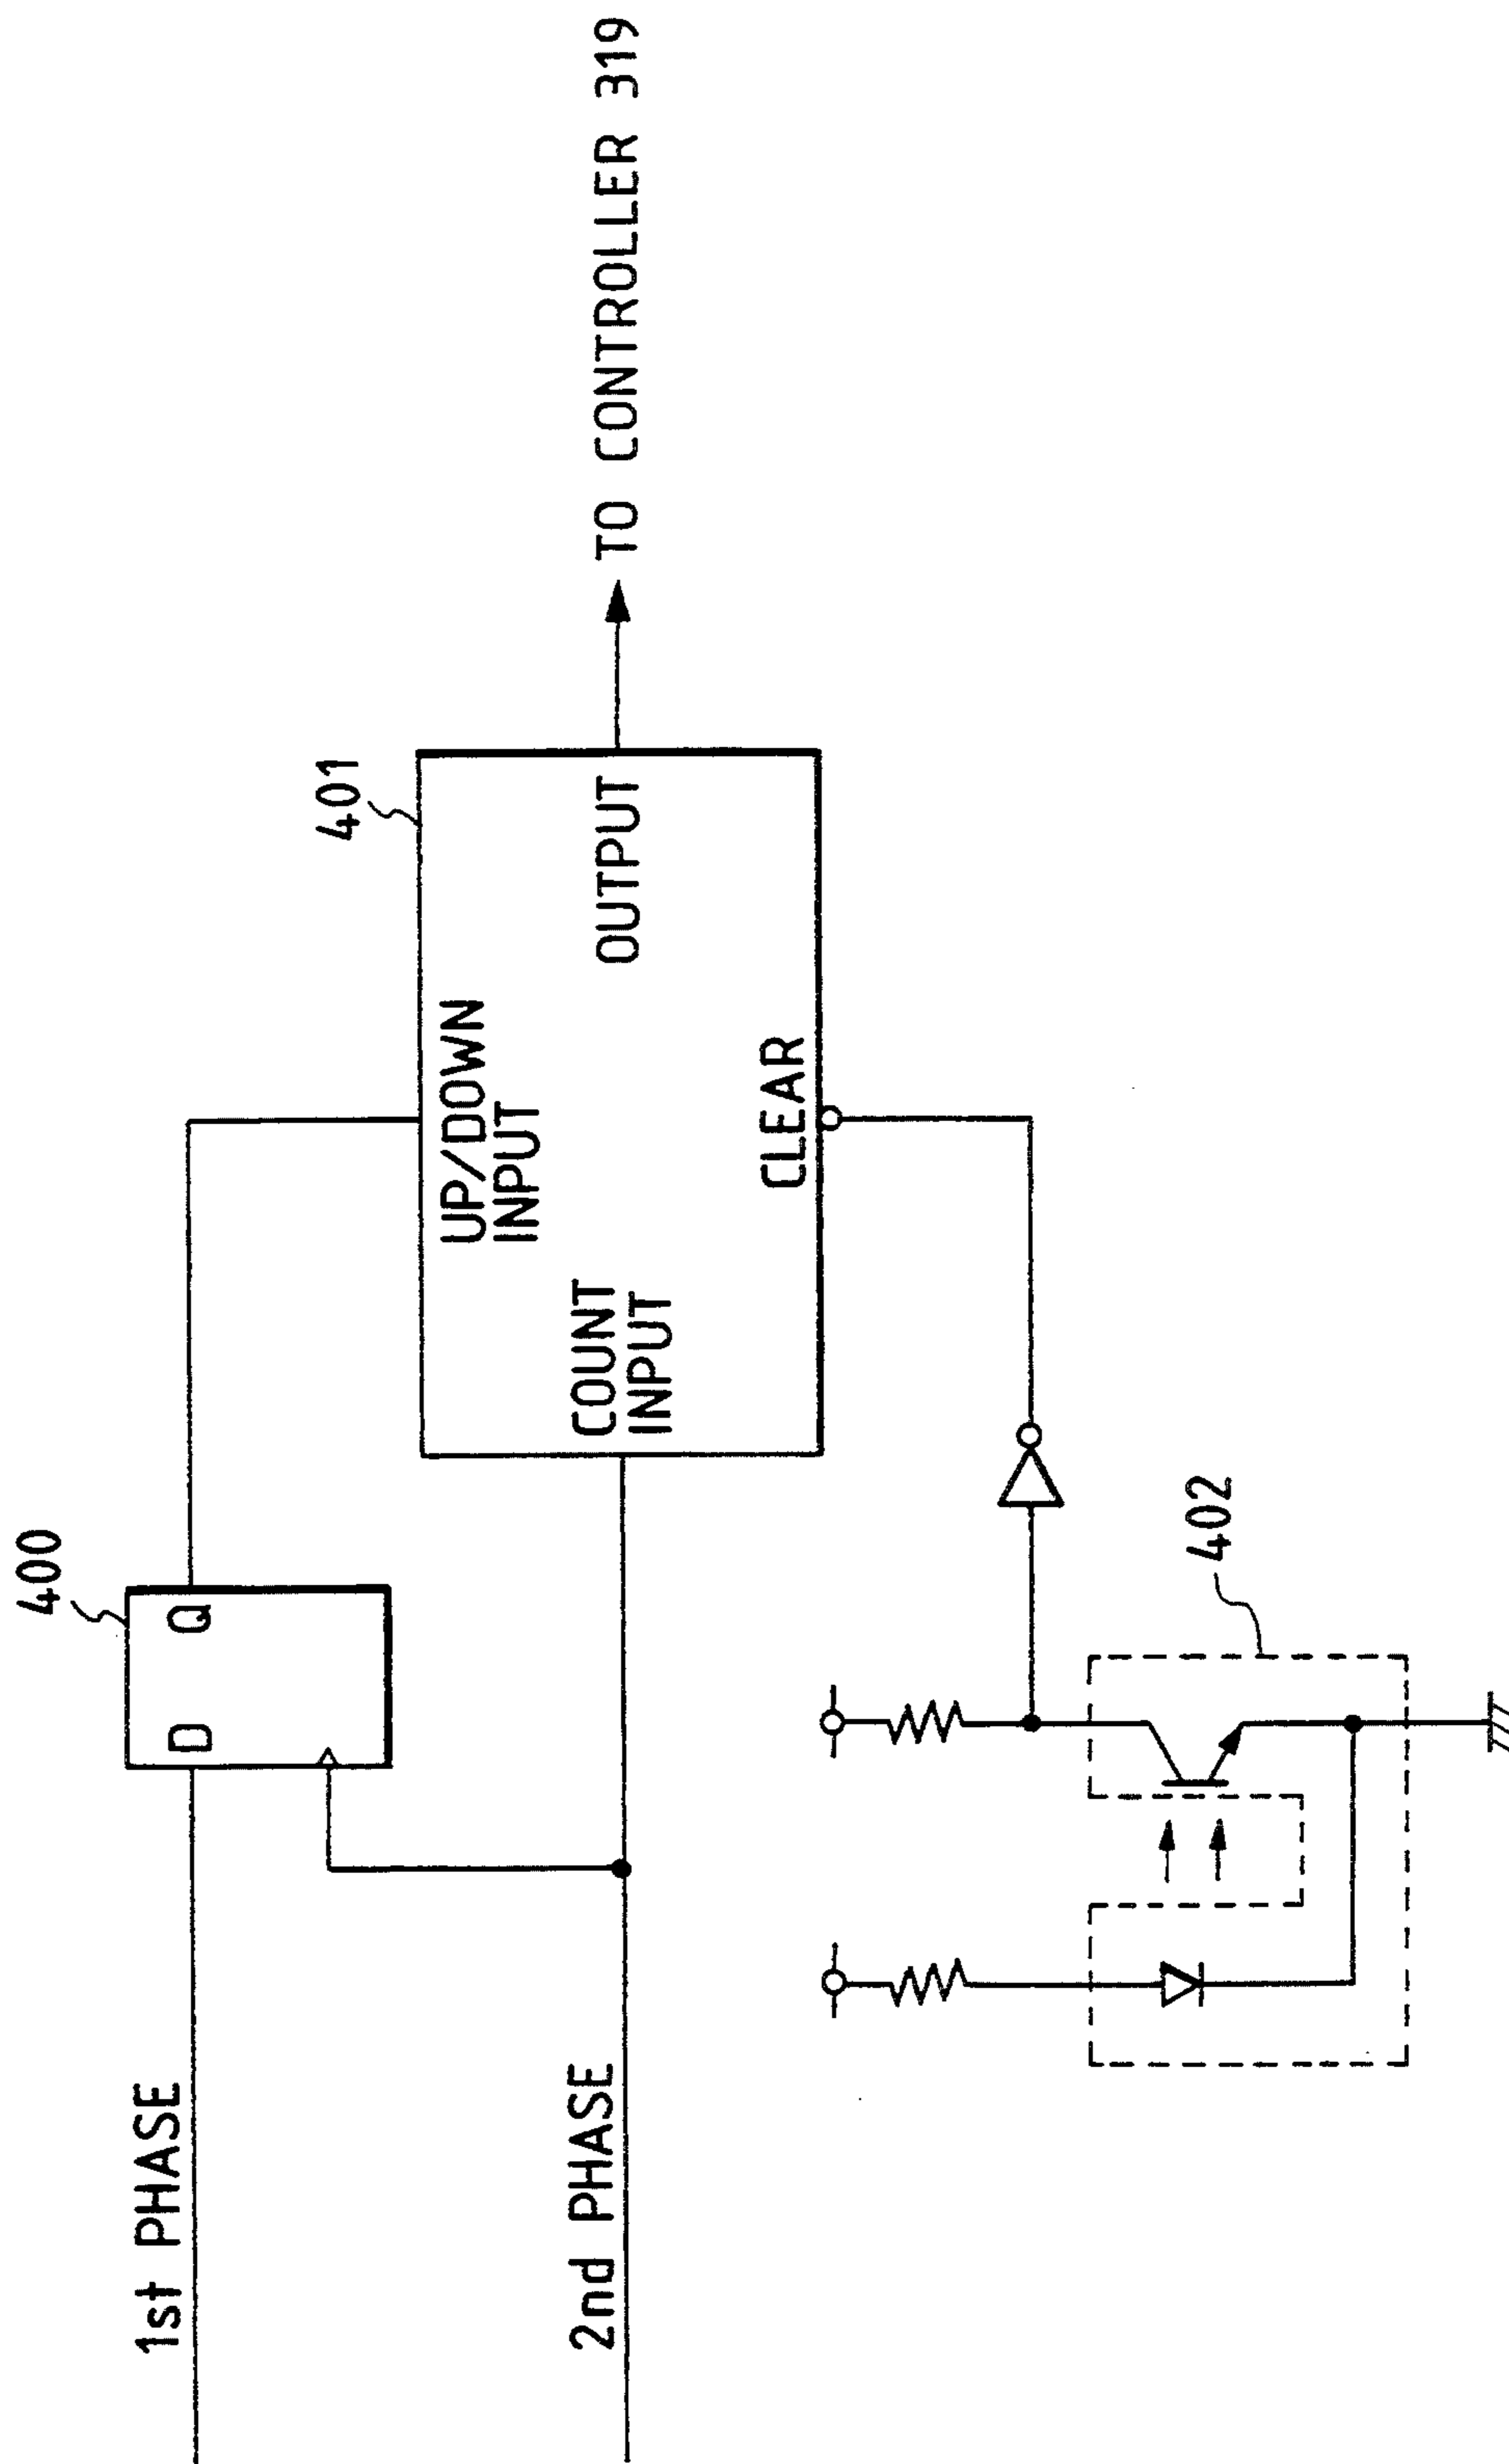 1st PHASE
2nd PHASE
400
D
Q
401
UP/DOWN
INPUT
COUNT
INPUT
OUTPUT
CLEAR
TO CONTROLLER 319
402